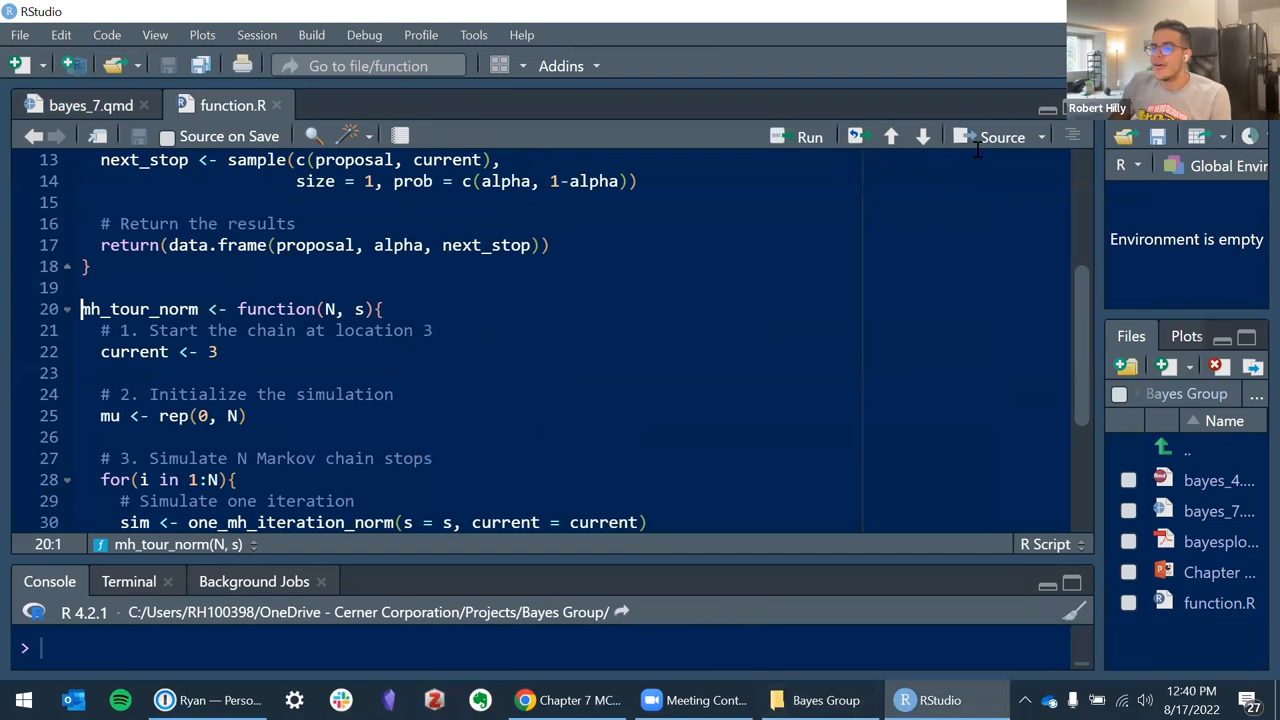 RStudio
File Edit Code View Plots Session Build Debug Profile Tools Help
Go to file/function Addins
Robert Hilly
bayes_7.qmd function.R
Source on Save Run Source
13 next_stop <- sample(c(proposal, current),
14 size = 1, prob = c(alpha, 1-alpha))
15
16 # Return the results
17 return(data.frame(proposal, alpha, next_stop))
18 }
19
20 mh_tour_norm <- function(N, s){
21 # 1. Start the chain at location 3
22 current <- 3
23
24 # 2. Initialize the simulation
25 mu <- rep(0, N)
26
27 # 3. Simulate N Markov chain stops
28 for(i in 1:N){
29 # Simulate one iteration
30 sim <- one_mh_iteration_norm(s = s, current = current)
20:1 mh_tour_norm(N, s) R Script
Console Terminal Background Jobs
R 4.2.1 · C:/Users/RH100398/OneDrive - Cerner Corporation/Projects/Bayes Group/
>
R Global Envir
Environment is empty
Files Plots
Bayes Group ...
Name
..
bayes_4....
bayes_7....
bayesplo...
Chapter ...
function.R
Ryan — Perso... Chapter 7 MC... Meeting Cont... Bayes Group RStudio
12:40 PM
8/17/2022
27